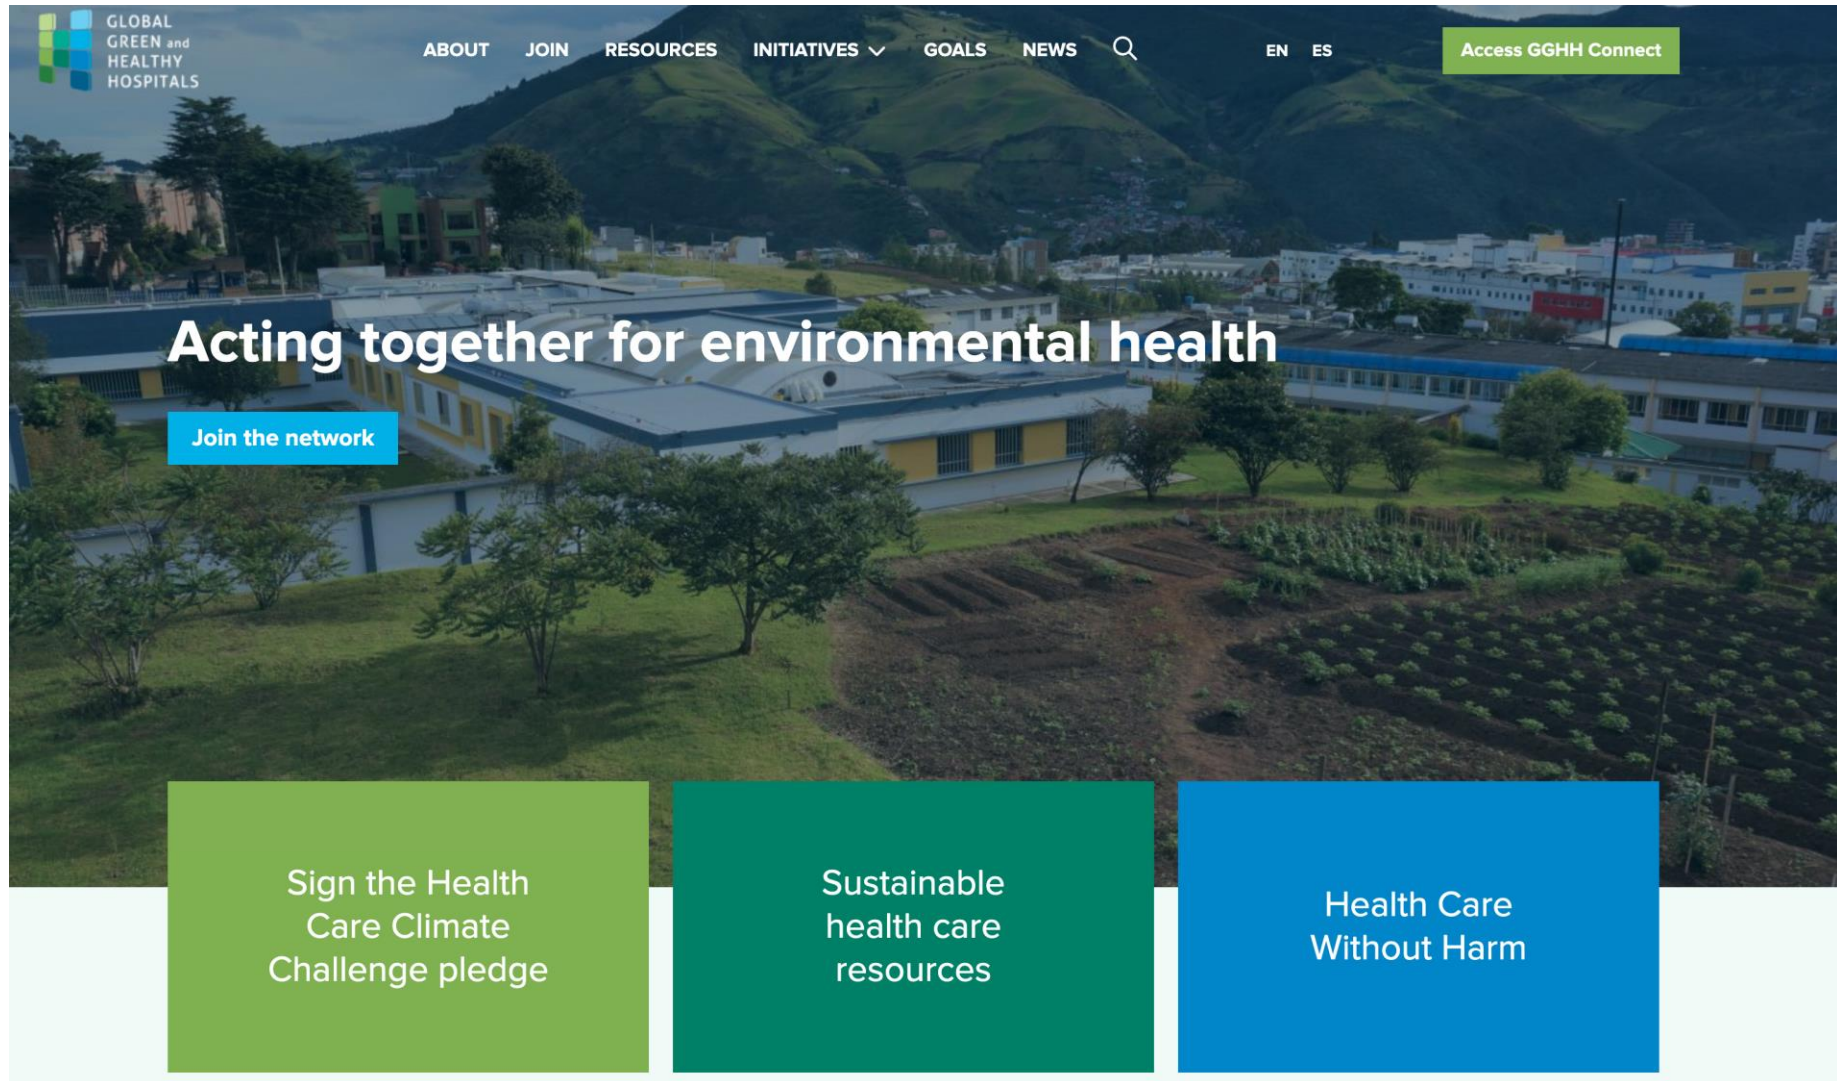 GLOBAL
GREEN and
HEALTHY
HOSPITALS
ABOUT JOIN RESOURCES INITIATIVES GOALS NEWS EN ES Access GGHH Connect
Acting together for environmental health
Join the network
Sign the Health
Care Climate
Challenge pledge
Sustainable
health care
resources
Health Care
Without Harm